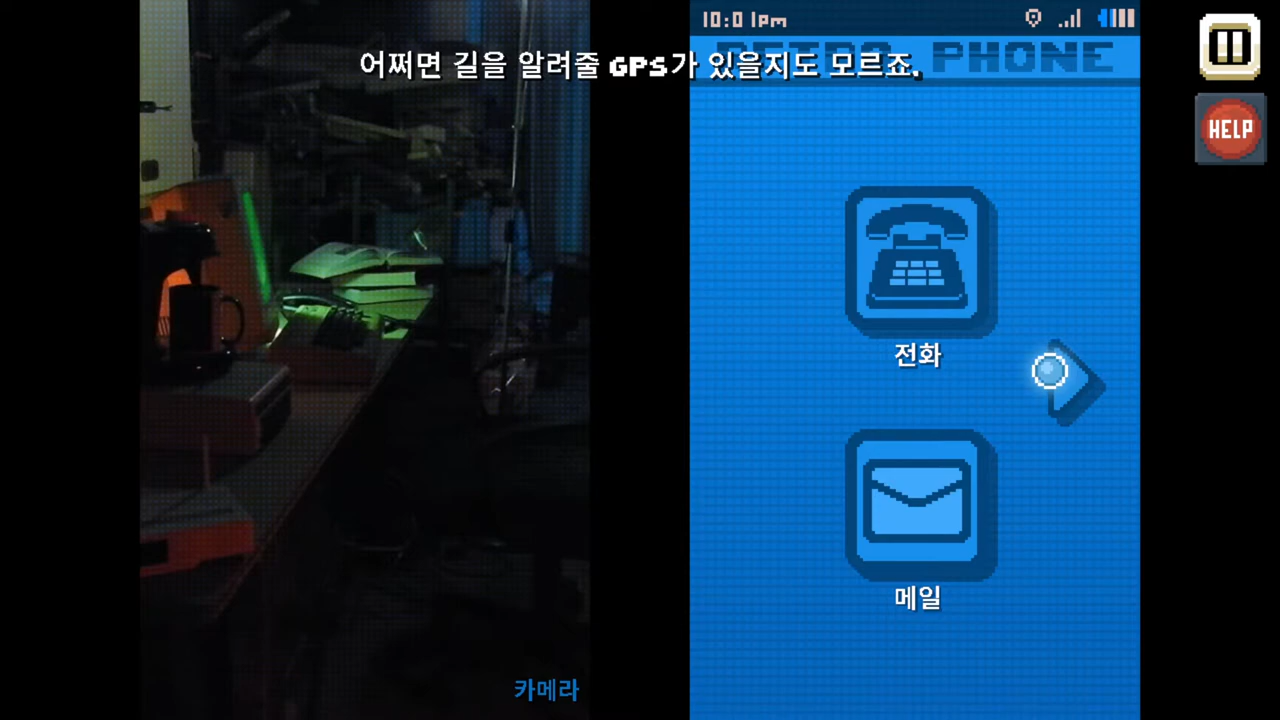 10:01pm
RETRO PHONE
어쩌면 길을 알려줄 GPS가 있을지도 모르죠.
HELP
전화
메일
카메라